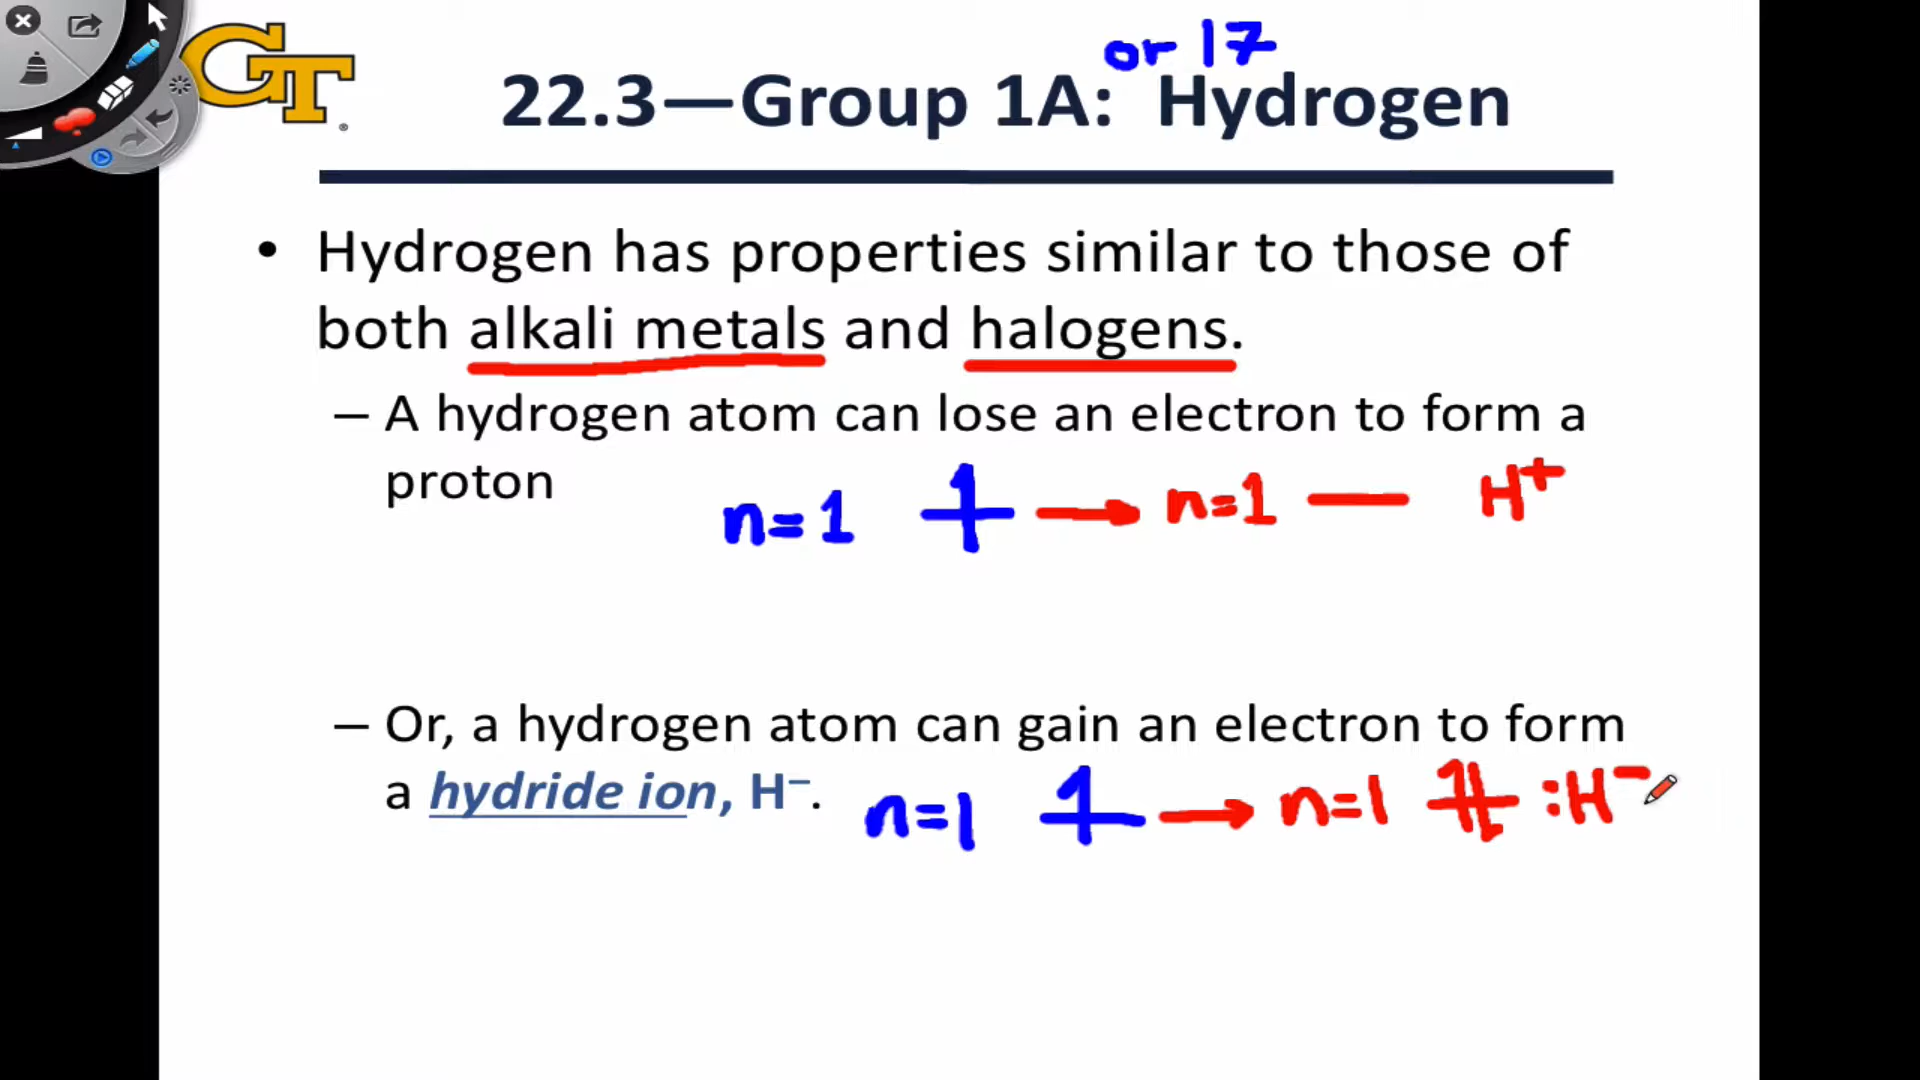 GT ®
or 17
22.3—Group 1A: Hydrogen
• Hydrogen has properties similar to those of
both alkali metals and halogens.
– A hydrogen atom can lose an electron to form a
proton
n=1 ↿ → n=1 — H⁺
– Or, a hydrogen atom can gain an electron to form
a hydride ion, H⁻.
n=1 ↿ → n=1 ⥮ :H⁻